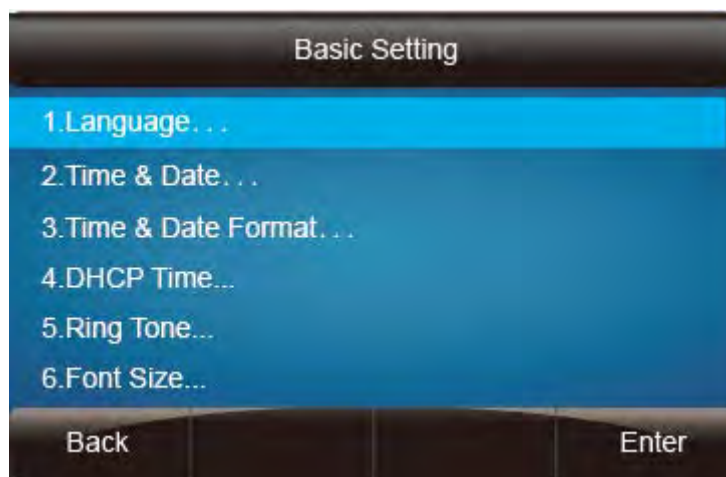 Basic Setting
1.Language. . .
2.Time & Date. . .
3.Time & Date Format. . .
4.DHCP Time...
5.Ring Tone...
6.Font Size...
Back Enter